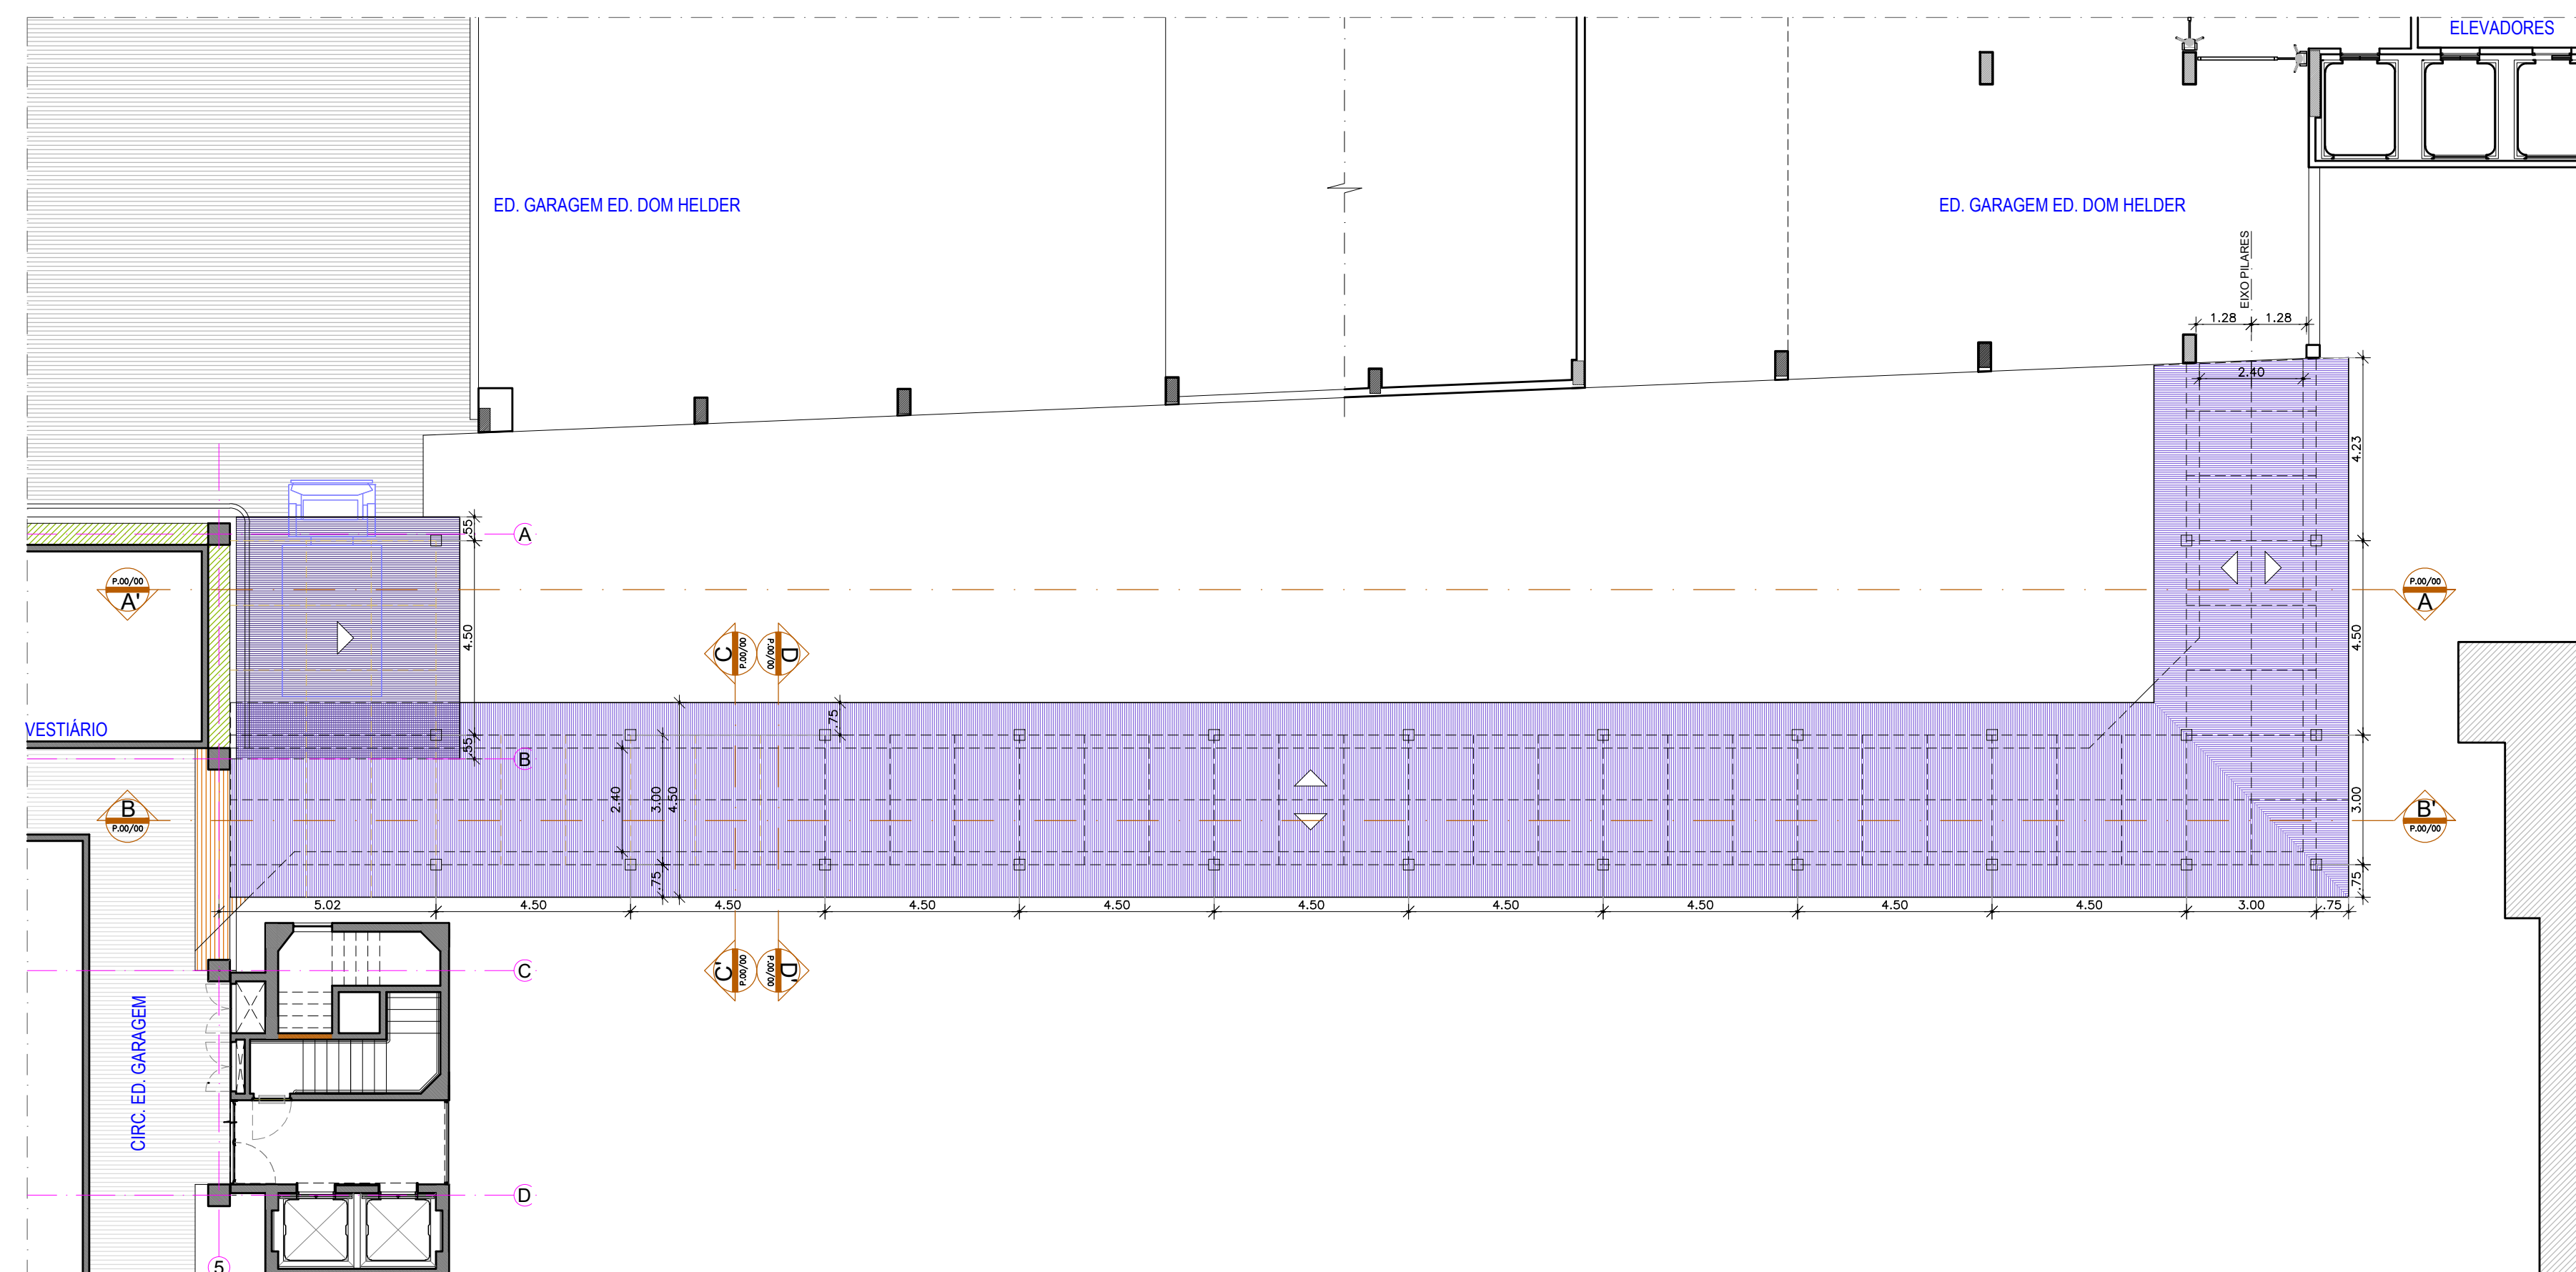 ELEVADORES
ED. GARAGEM ED. DOM HELDER
ED. GARAGEM ED. DOM HELDER
EIXO PILARES
1.28
1.28
2.40
4.23
4.50
3.00
.75
.55
4.50
.55
A
B
C
D
5
P.00/00
A'
P.00/00
A
VESTIÁRIO
B
P.00/00
B'
P.00/00
C
P.00/00
D
P.00/00
.75
2.40
3.00
4.50
.75
5.02
4.50
4.50
4.50
4.50
4.50
4.50
4.50
4.50
4.50
3.00
.75
C'
P.00/00
D'
P.00/00
CIRC. ED. GARAGEM